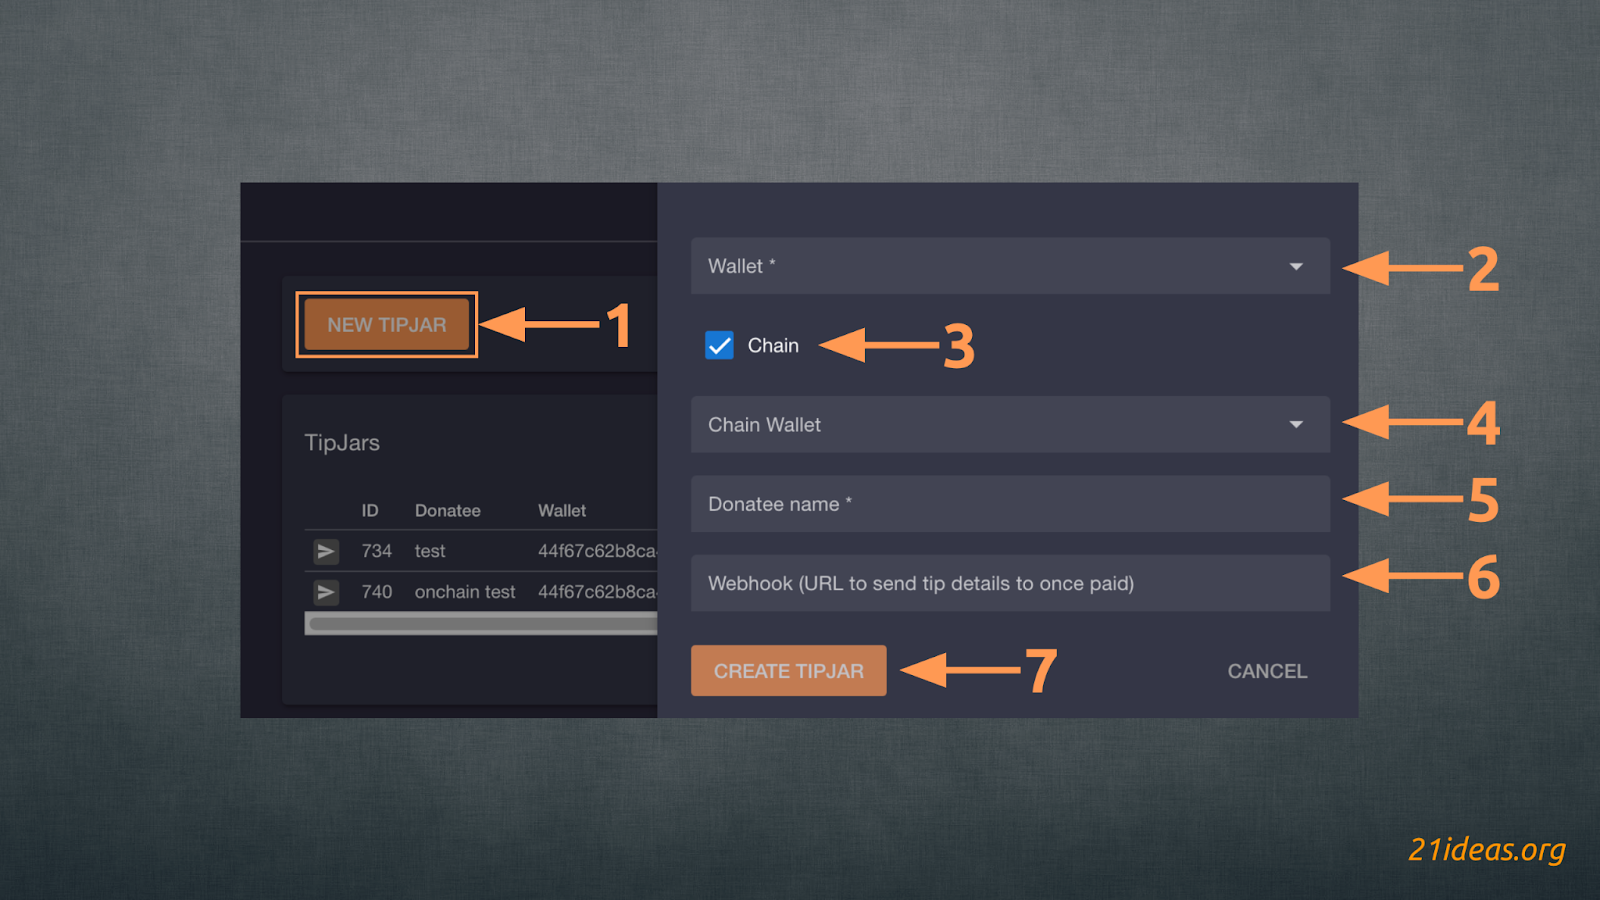 NEW TIPJAR
1
TipJars
ID Donatee Wallet
734 test 44f67c62b8ca
740 onchain test 44f67c62b8ca
Wallet *
2
Chain
3
Chain Wallet
4
Donatee name *
5
Webhook (URL to send tip details to once paid)
6
CREATE TIPJAR
7
CANCEL
21ideas.org